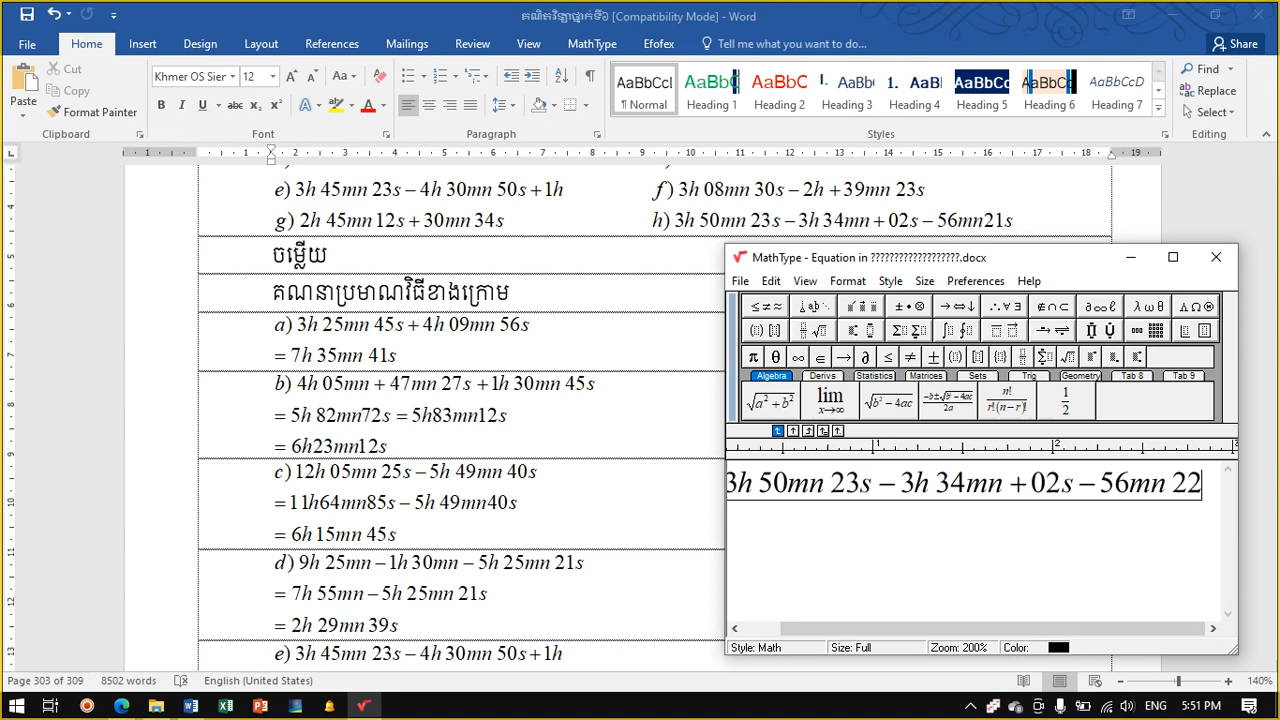 គណិតវិទ្យាថ្នាក់ទី៦ [Compatibility Mode] - Word
File Home Insert Design Layout References Mailings Review View MathType Efofex Tell me what you want to do... Share
Paste Cut Copy Format Painter
Khmer OS Sier 12
AaBbCcI AaBbC AaBbC AaBbC AaB AaBbCc AaBbCc AaBbCcD
¶ Normal Heading 1 Heading 4 Heading 5 Heading 6 Heading 7
Find Replace Select
Clipboard Font Paragraph Styles Editing
e) 3h 45mn 23s − 4h 30mn 50s + 1h
f) 3h 08mn 30s − 2h + 39mn 23s
g) 2h 45mn 12s + 30mn 34s
h) 3h 50mn 23s − 3h 34mn + 02s − 56mn21s
ចម្លើយ
គណនាប្រមាណវិធីខាងក្រោម
a) 3h 25mn 45s + 4h 09mn 56s
= 7h 35mn 41s
b) 4h 05mn + 47mn 27s + 1h 30mn 45s
= 5h 82mn72s = 5h83mn12s
= 6h23mn12s
c) 12h 05mn 25s − 5h 49mn 40s
= 11h64mn85s − 5h 49mn40s
= 6h 15mn 45s
d) 9h 25mn − 1h 30mn − 5h 25mn 21s
= 7h 55mn − 5h 25mn 21s
= 2h 29mn 39s
e) 3h 45mn 23s − 4h 30mn 50s + 1h
MathType - Equation in ???????????????????.docx
File Edit View Format Style Size Preferences Help
Algebra Derivs Statistics Matrices Sets Trig Geometry Tab 8 Tab 9
3h 50mn 23s − 3h 34mn + 02s − 56mn 22
Style: Math Size: Full Zoom: 200% Color:
Page 303 of 309 8502 words English (United States) 140%
ENG 5:51 PM